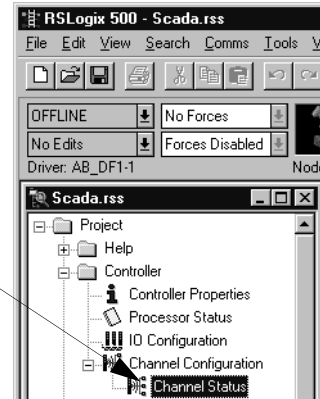 RSLogix 500 - Scada.rss
File Edit View Search Comms Tools
OFFLINE No Forces
No Edits Forces Disabled
Driver: AB_DF1-1
Scada.rss
Project
Help
Controller
Controller Properties
Processor Status
IO Configuration
Channel Configuration
Channel Status